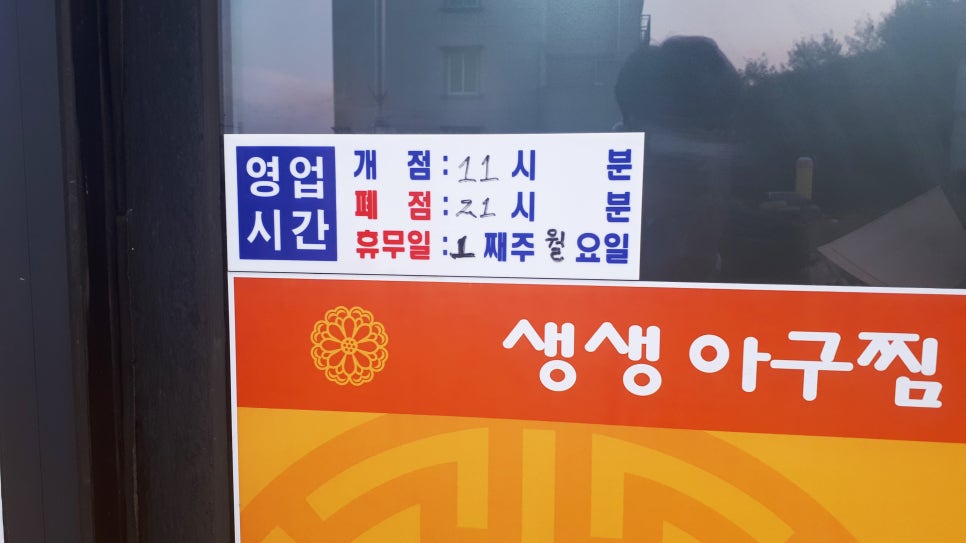 영업
시간
개 점 : 11 시 분
폐 점 : 21 시 분
휴무일 : 1 째주 월 요일
생생 아구찜